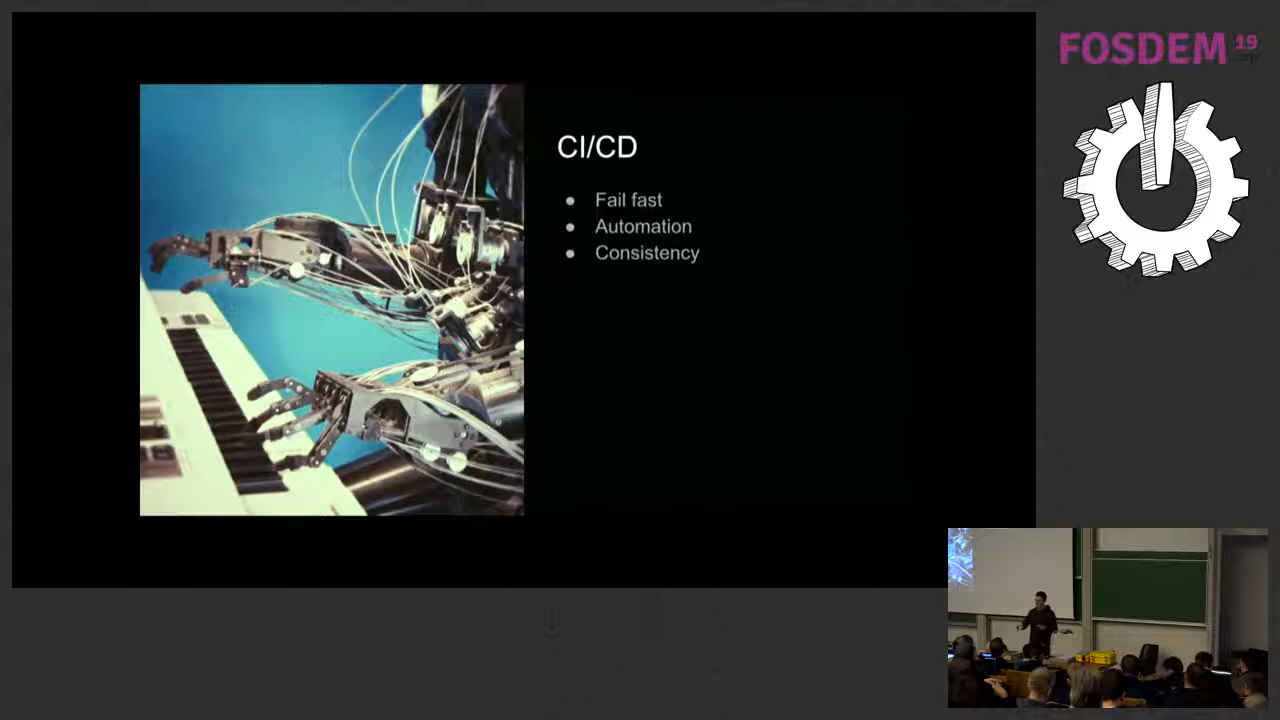 CI/CD
Fail fast
Automation
Consistency
FOSDEM 19